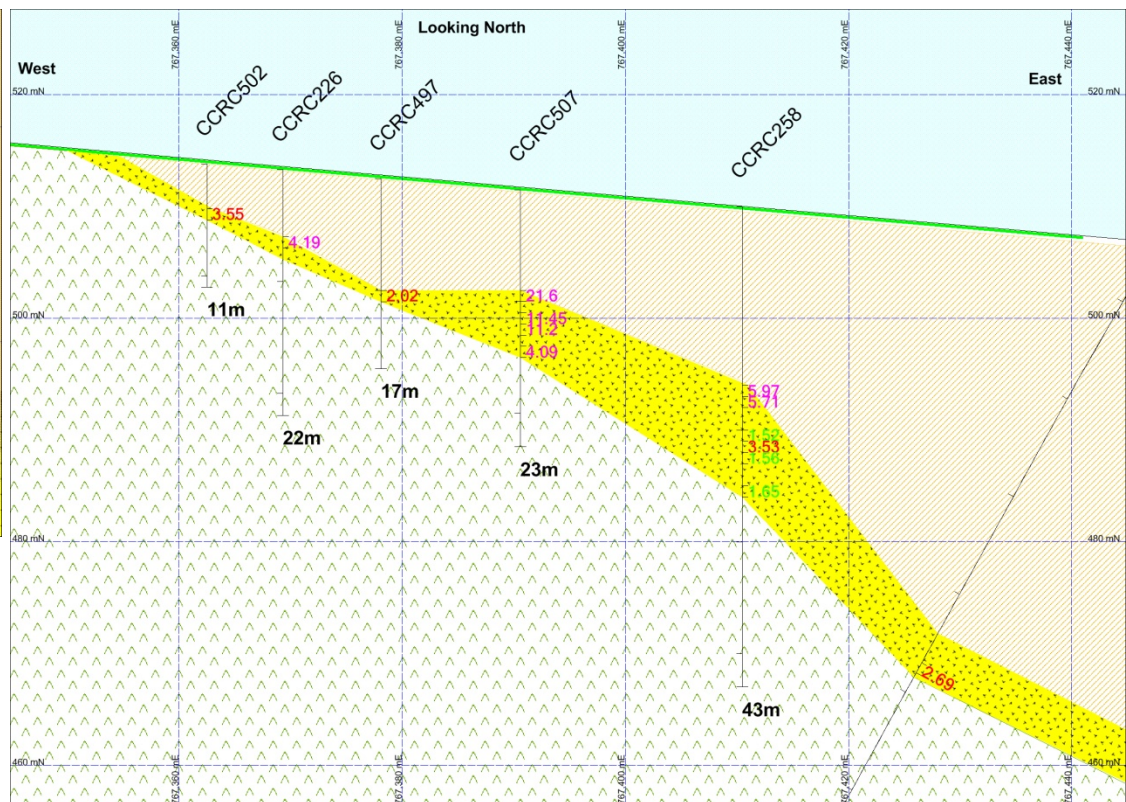 767,360 mE
767,380 mE
767,400 mE
767,420 mE
767,440 mE
Looking North
West
East
520 mN
520 mN
CCRC502
CCRC226
CCRC497
CCRC507
CCRC258
3.55
4.19
2.02
21.6
11.45
11.2
4.09
500 mN
500 mN
11m
22m
17m
23m
5.97
5.71
1.52
3.53
1.56
1.65
480 mN
480 mN
2.69
43m
460 mN
460 mN
767,360 mE
767,380 mE
767,400 mE
767,420 mE
767,440 mE